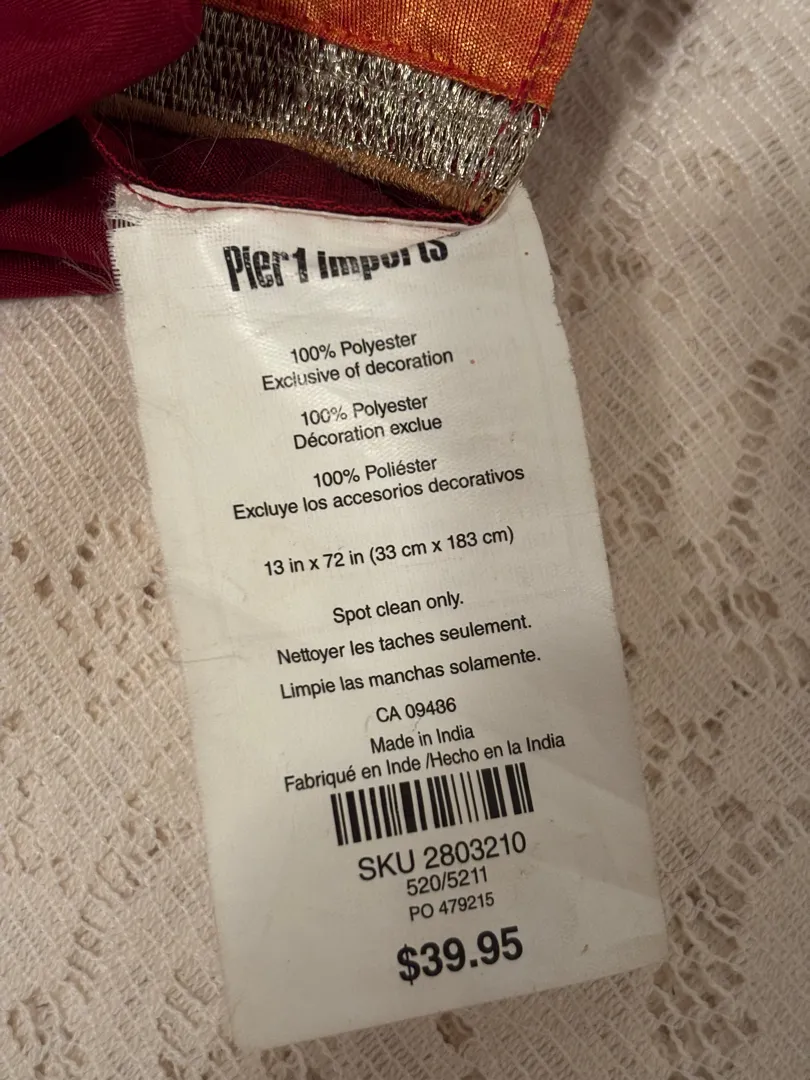 Pier 1 imports
100% Polyester
Exclusive of decoration
100% Polyester
Décoration exclue
100% Poliéster
Excluye los accesorios decorativos
13 in x 72 in (33 cm x 183 cm)
Spot clean only.
Nettoyer les taches seulement.
Limpie las manchas solamente.
CA 09486
Made in India
Fabriqué en Inde /Hecho en la India
SKU 2803210
520/5211
PO 479215
$39.95